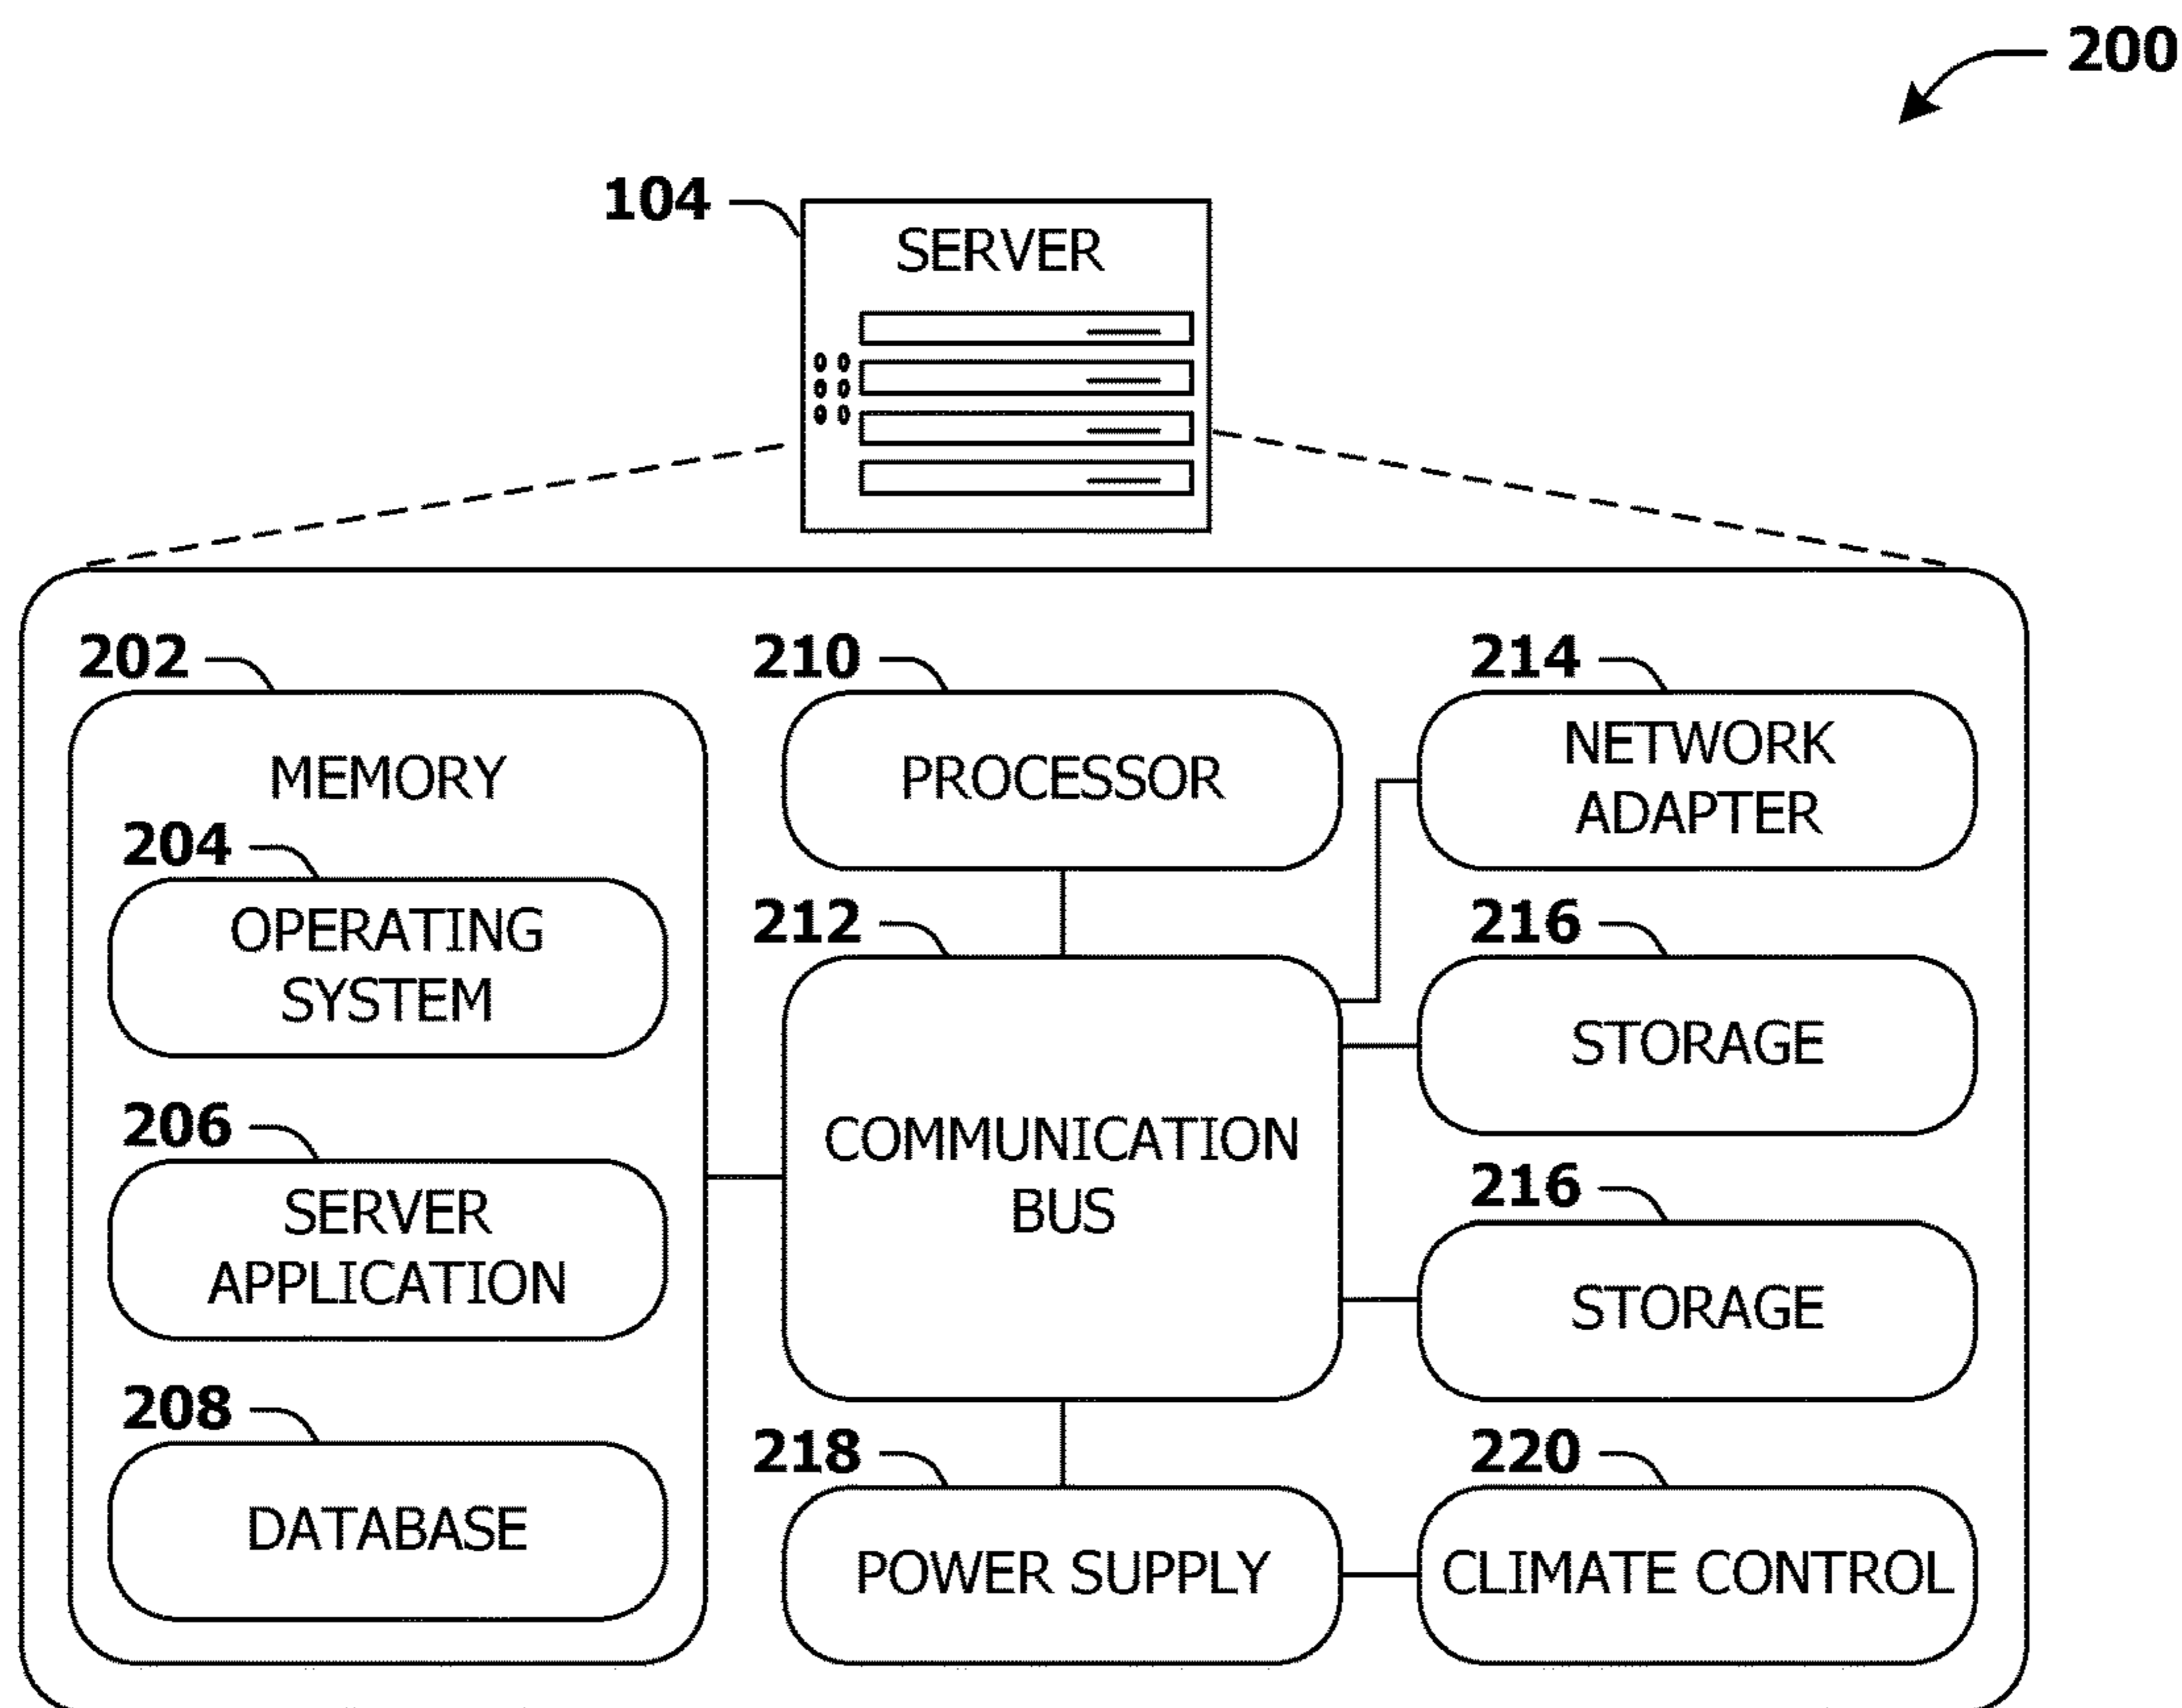 200
104
SERVER
202
MEMORY
204
OPERATING
SYSTEM
206
SERVER
APPLICATION
208
DATABASE
210
PROCESSOR
212
COMMUNICATION
BUS
218
POWER SUPPLY
214
NETWORK
ADAPTER
216
STORAGE
216
STORAGE
220
CLIMATE CONTROL